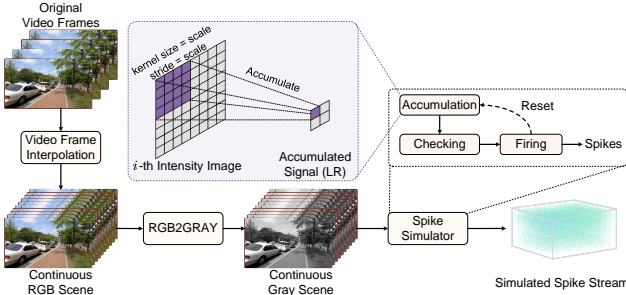 Original
Video Frames
kernel size = scale
stride = scale
Accumulate
i-th Intensity Image
Accumulated
Signal (LR)
Accumulation
Reset
Checking
Firing
Spikes
Video Frame
Interpolation
RGB2GRAY
Spike
Simulator
Continuous
RGB Scene
Continuous
Gray Scene
Simulated Spike Stream